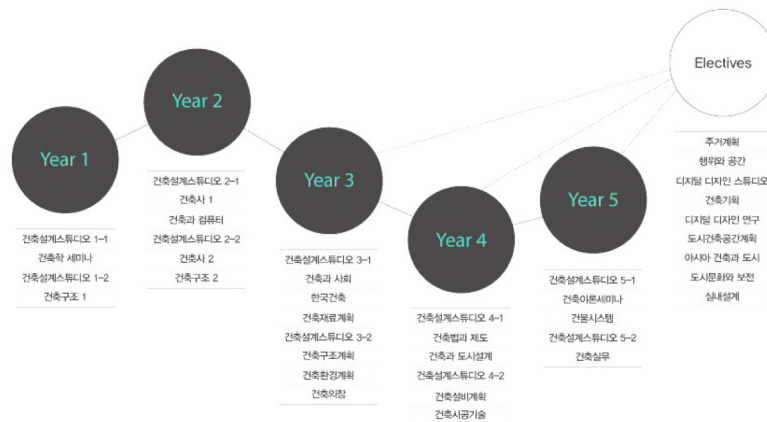 Year 1
건축설계스튜디오 1-1
건축학 세미나
건축설계스튜디오 1-2
건축구조 1
Year 2
건축설계스튜디오 2-1
건축사 1
건축과 컴퓨터
건축설계스튜디오 2-2
건축사 2
건축구조 2
Year 3
건축설계스튜디오 3-1
건축과 사회
한국건축
건축재료계획
건축설계스튜디오 3-2
건축구조계획
건축환경계획
건축의장
Year 4
건축설계스튜디오 4-1
건축법과 제도
건축과 도시설계
건축설계스튜디오 4-2
건축설비계획
건축시공기술
Year 5
건축설계스튜디오 5-1
건축이론세미나
건물시스템
건축설계스튜디오 5-2
건축실무
Electives
주거계획
행위와 공간
디지털 디자인 스튜디오
건축기획
디지털 디자인 연구
도시건축공간계획
아시아 건축과 도시
도시문화와 보전
실내설계